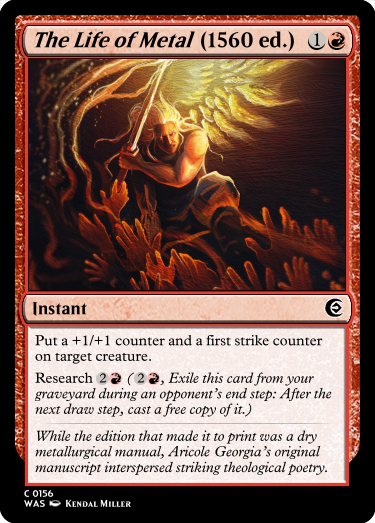 The Life of Metal (1560 ed.) 1
Instant
Put a +1/+1 counter and a first strike counter
on target creature.
Research 2 ( 2 , Exile this card from your
graveyard during an opponent's end step: After the
next draw step, cast a free copy of it.)
While the edition that made it to print was a dry
metallurgical manual, Aricole Georgia's original
manuscript interspersed striking theological poetry.
C 0156
WAS KENDAL MILLER